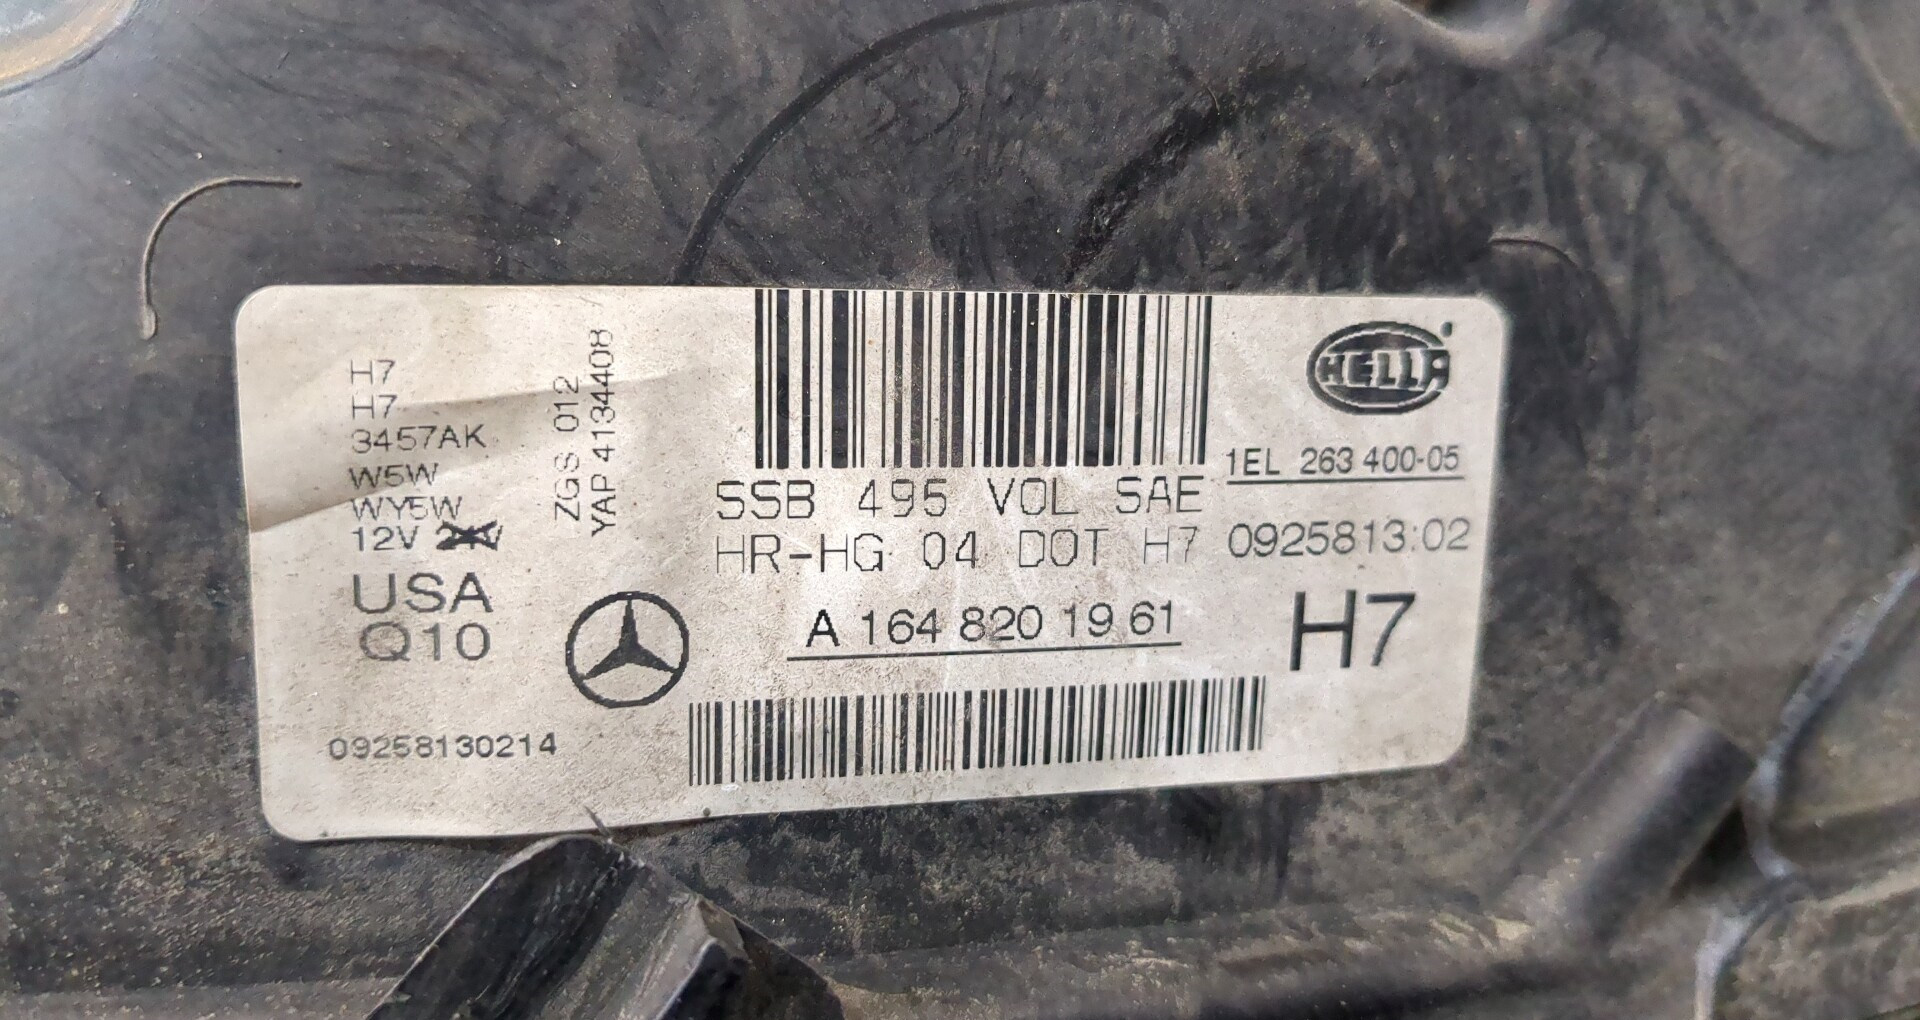 H7
H7
3457AK
W5W
WY5W
12V
USA
Q10
09258130214
ZGS 012
YAP 4134408
SSB 495 VOL SAE
HR-HG 04 DOT H7
A 164 820 19 61
HELLA
1EL 263 400-05
0925813:02
H7